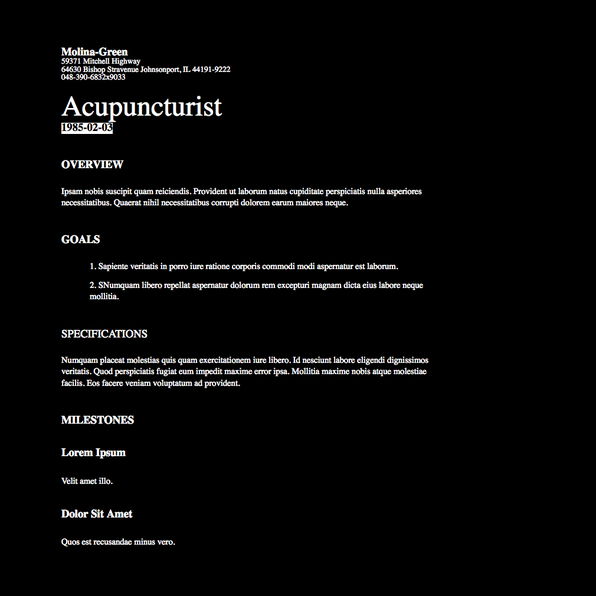 Molina-Green
59371 Mitchell Highway
64630 Bishop Stravenue Johnsonport, IL 44191-9222
048-390-6832x9033
Acupuncturist
1985-02-03
OVERVIEW
Ipsam nobis suscipit quam reiciendis. Provident ut laborum natus cupiditate perspiciatis nulla asperiores
necessitatibus. Quaerat nihil necessitatibus corrupti dolorem earum maiores neque.
GOALS
1. Sapiente veritatis in porro iure ratione corporis commodi modi aspernatur est laborum.
2. SNumquam libero repellat aspernatur dolorum rem excepturi magnam dicta eius labore neque
mollitia.
SPECIFICATIONS
Numquam placeat molestias quis quam exercitationem iure libero. Id nesciunt labore eligendi dignissimos
veritatis. Quod perspiciatis fugiat eum impedit maxime error ipsa. Mollitia maxime nobis atque molestiae
facilis. Eos facere veniam voluptatum ad provident.
MILESTONES
Lorem Ipsum
Velit amet illo.
Dolor Sit Amet
Quos est recusandae minus vero.